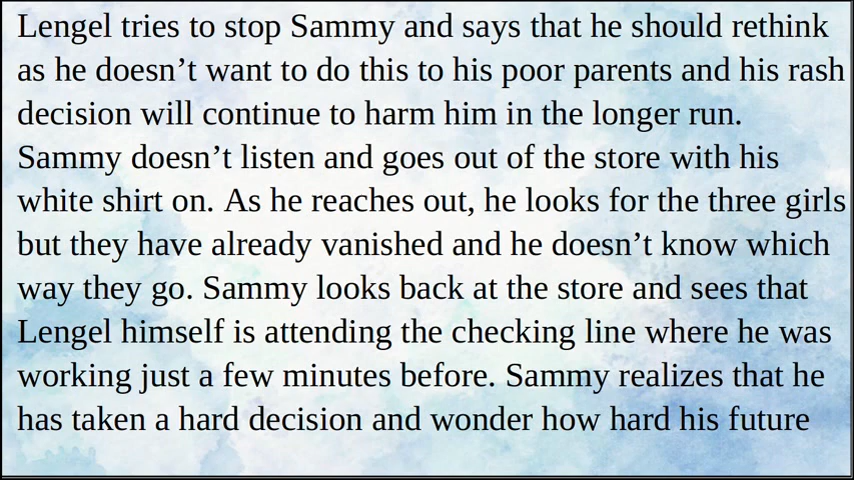 Lengel tries to stop Sammy and says that he should rethink
as he doesn’t want to do this to his poor parents and his rash
decision will continue to harm him in the longer run.
Sammy doesn’t listen and goes out of the store with his
white shirt on. As he reaches out, he looks for the three girls
but they have already vanished and he doesn’t know which
way they go. Sammy looks back at the store and sees that
Lengel himself is attending the checking line where he was
working just a few minutes before. Sammy realizes that he
has taken a hard decision and wonder how hard his future